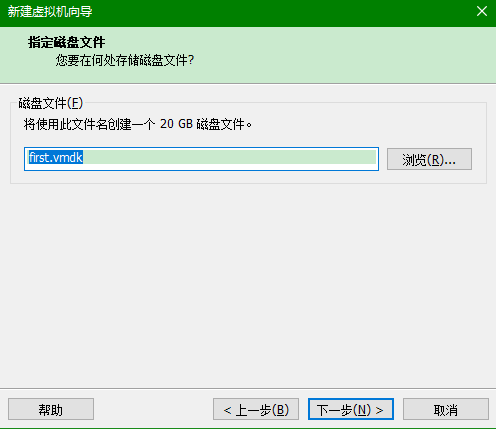 新建虚拟机向导
指定磁盘文件
您要在何处存储磁盘文件?
磁盘文件(F)
将使用此文件名创建一个 20 GB 磁盘文件。
first.vmdk
浏览(R)...
帮助
< 上一步(B)
下一步(N) >
取消